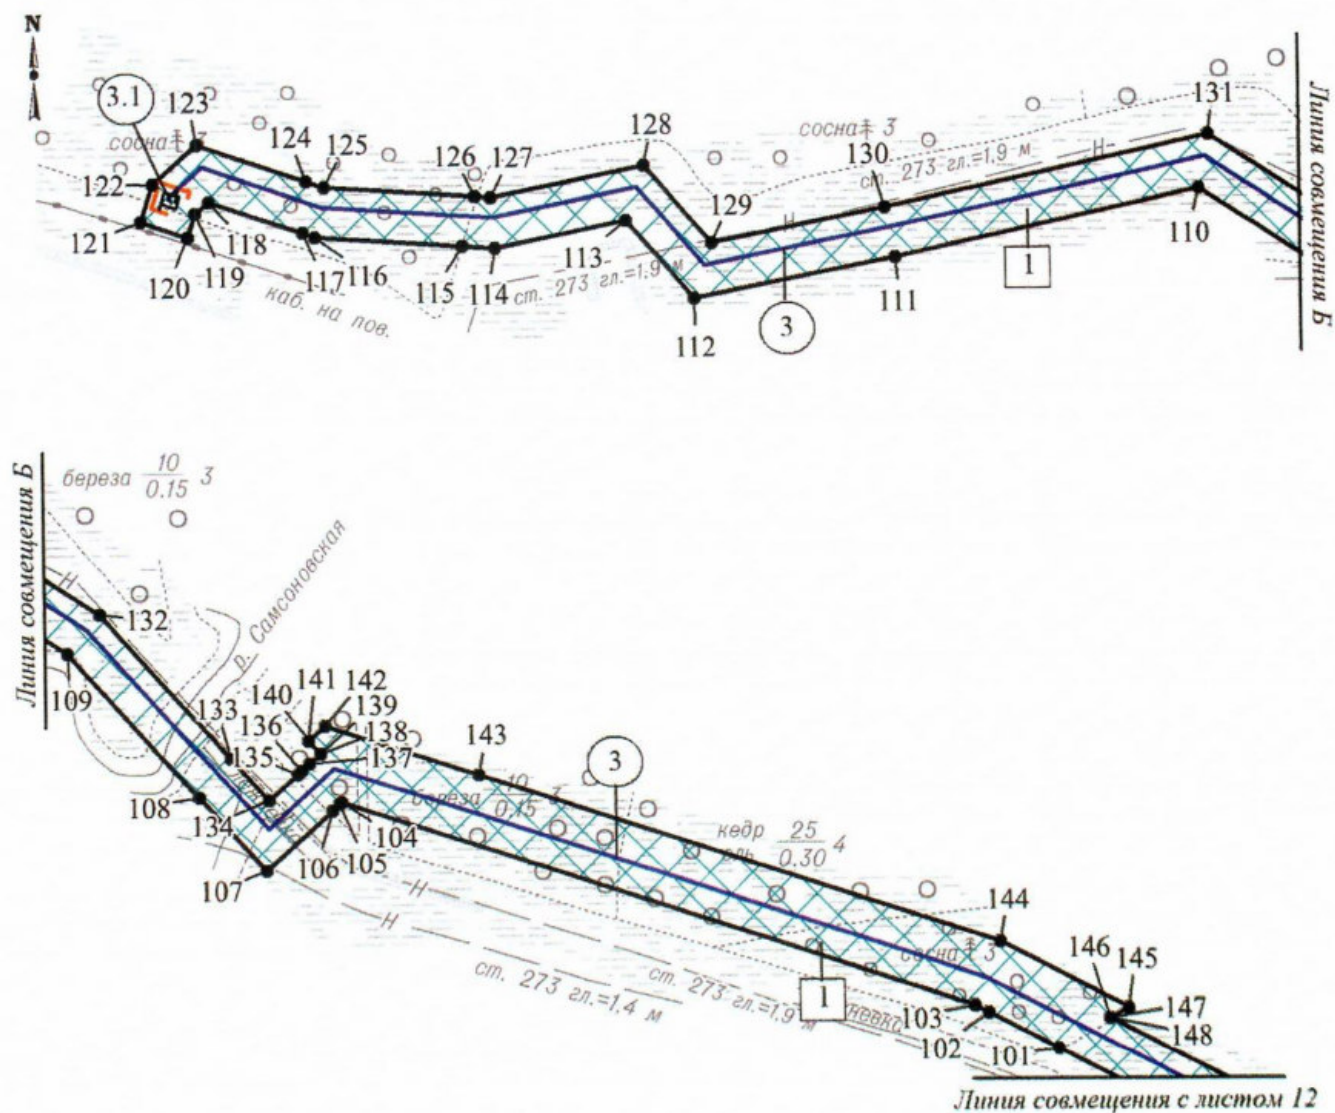 N
3.1
123
124
125
126
127
128
сосна 3
130
131
сосна 3
122
121
120
119
118
117
116
115
114
113
129
Н
Н
ст. 273 гл.=1,9 м
ст. 273 гл.=1,9 м
каб. на пов.
112
3
111
1
110
Линия совмещения Б
Линия совмещения Б
береза 10 3
0.15
Н
132
р. Самсоновская
109
133
141
142
140
139
136
138
135
137
143
3
108
134
береза 10
0.15
104
105
106
107
кедр 25 4
ель 0.30
144
сосна 3
146
145
147
148
Н
Н
ст. 273 гл.=1,4 м
ст. 273 гл.=1,9 м
1
103
102
101
Линия совмещения с листом 12